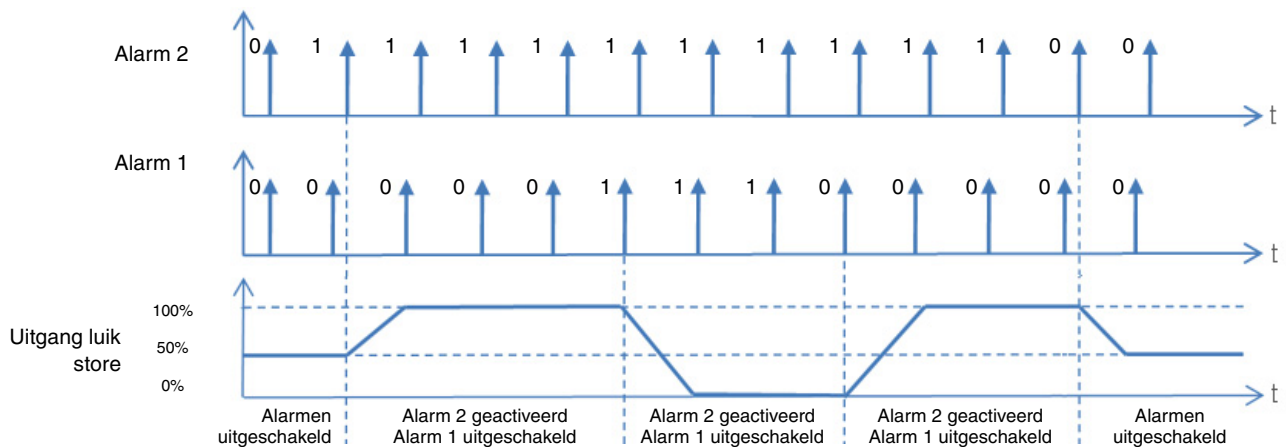 Alarm 2
0 1 1 1 1 1 1 1 1 1 1 0 0
t
Alarm 1
0 0 0 0 0 1 1 1 0 0 0 0 0
t
Uitgang luik
store
100%
50%
0%
t
Alarmen
uitgeschakeld
Alarm 2 geactiveerd
Alarm 1 uitgeschakeld
Alarm 2 geactiveerd
Alarm 1 uitgeschakeld
Alarm 2 geactiveerd
Alarm 1 uitgeschakeld
Alarmen
uitgeschakeld